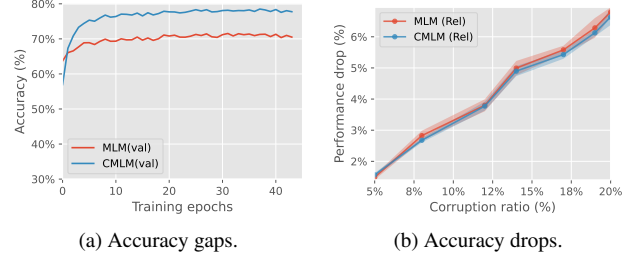 80%
70%
60%
50%
40%
30%
Accuracy (%)
MLM(val)
CMLM(val)
0 10 20 30 40
Training epochs
(a) Accuracy gaps.
6%
5%
4%
3%
2%
Performance drop (%)
MLM (Rel)
CMLM (Rel)
5% 8% 10% 12% 15% 18% 20%
Corruption ratio (%)
(b) Accuracy drops.